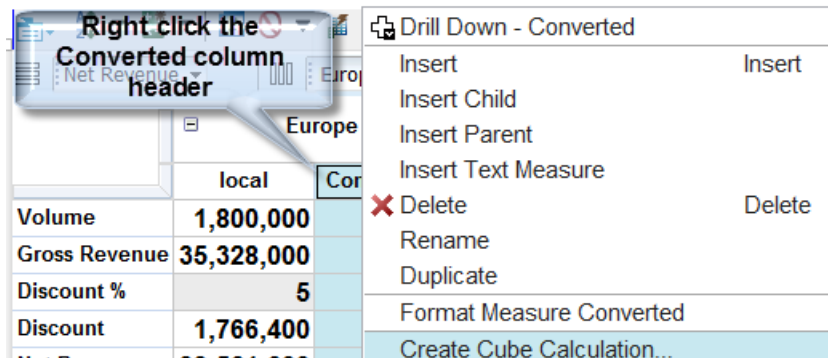 Right click the
Converted column
header
Net Revenue
Europe
local
Volume 1,800,000
Gross Revenue 35,328,000
Discount % 5
Discount 1,766,400
Drill Down - Converted
Insert Insert
Insert Child
Insert Parent
Insert Text Measure
Delete Delete
Rename
Duplicate
Format Measure Converted
Create Cube Calculation...